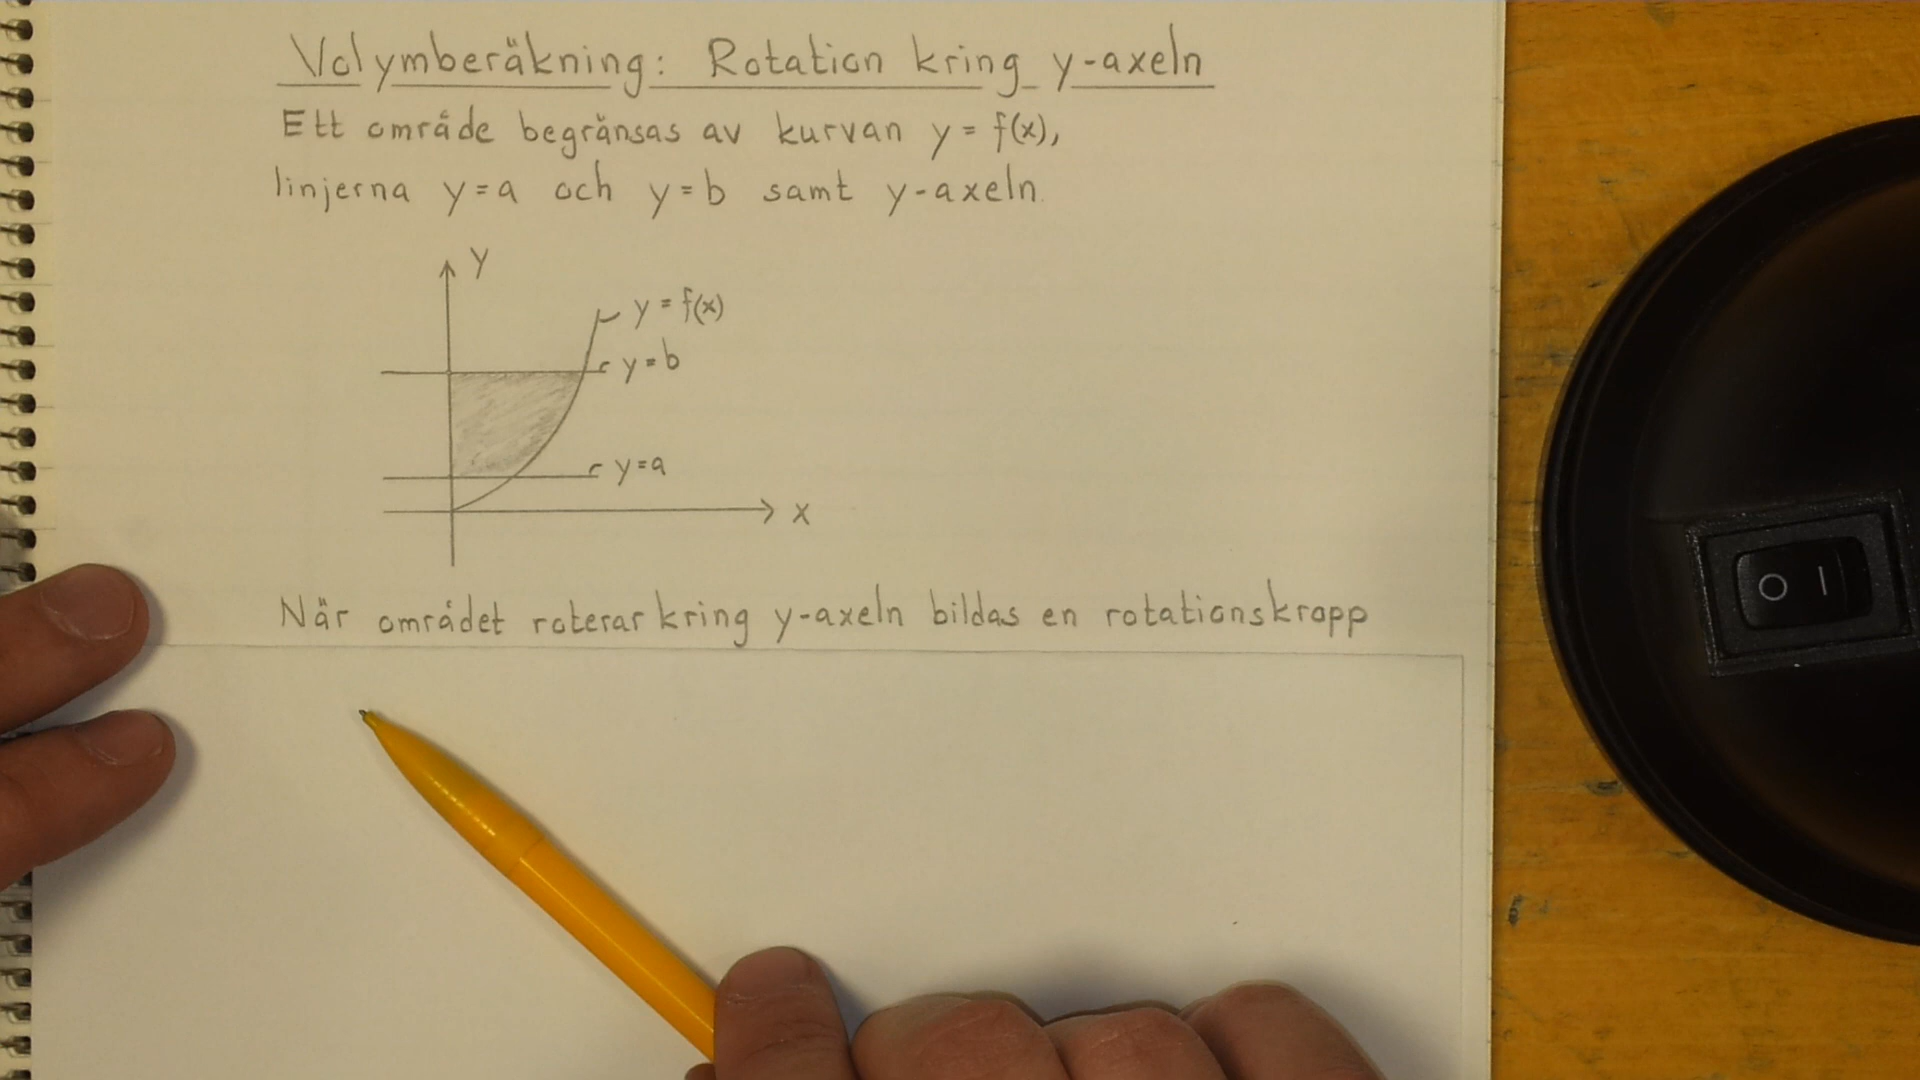 Volymberäkning: Rotation kring y-axeln
Ett område begränsas av kurvan y = f(x),
linjerna y=a och y=b samt y-axeln.
y
y = f(x)
y=b
y=a
x
När området roterar kring y-axeln bildas en rotationskropp
O I